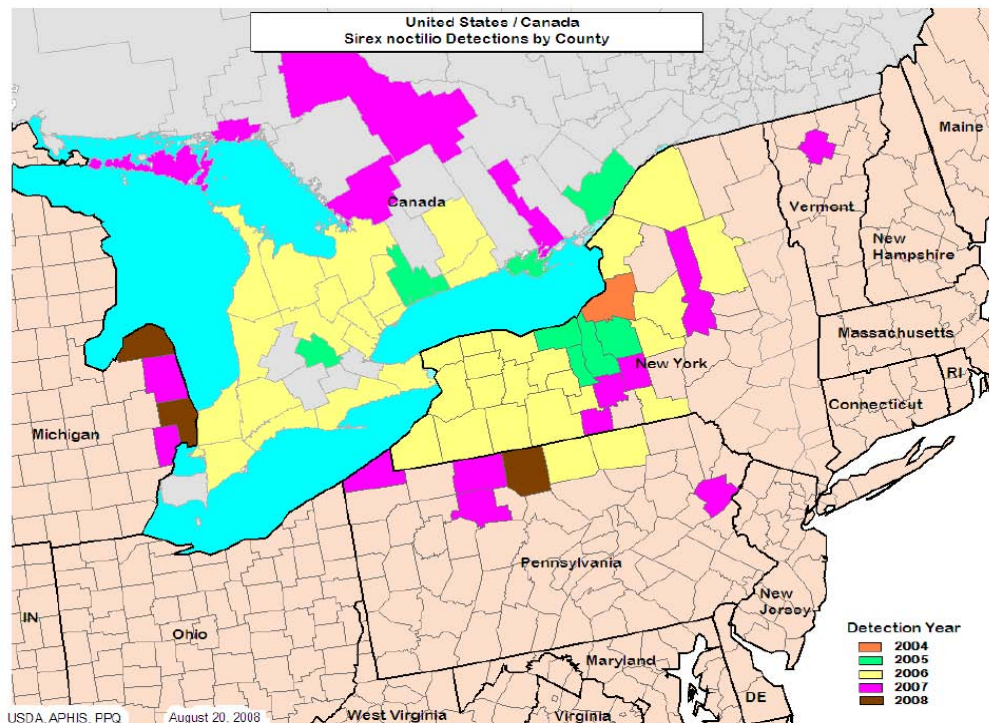 United States / Canada
Sirex noctilio Detections by County
Maine
Canada
Vermont
New
Hampshire
Massachusetts
New York
RI
Connecticut
Michigan
Pennsylvania
New
Jersey
IN
Ohio
Maryland
DE
West Virginia
Virginia
Detection Year
2004
2005
2006
2007
2008
USDA, APHIS, PPQ August 20, 2008